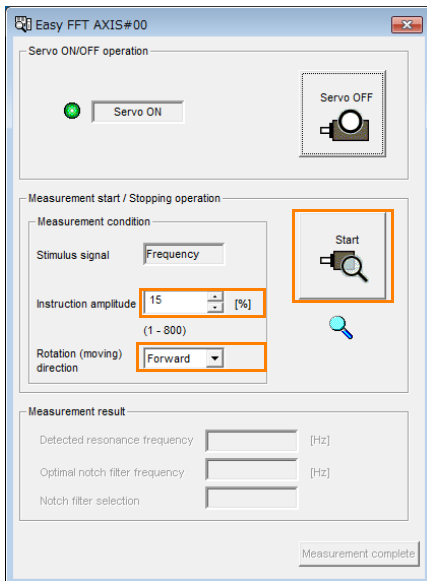 Easy FFT AXIS#00
Servo ON/OFF operation
Servo ON
Servo OFF
Measurement start / Stopping operation
Measurement condition
Stimulus signal
Frequency
Start
Instruction amplitude
15
[%]
(1 - 800)
Rotation (moving)
direction
Forward
Measurement result
Detected resonance frequency
[Hz]
Optimal notch filter frequency
[Hz]
Notch filter selection
Measurement complete